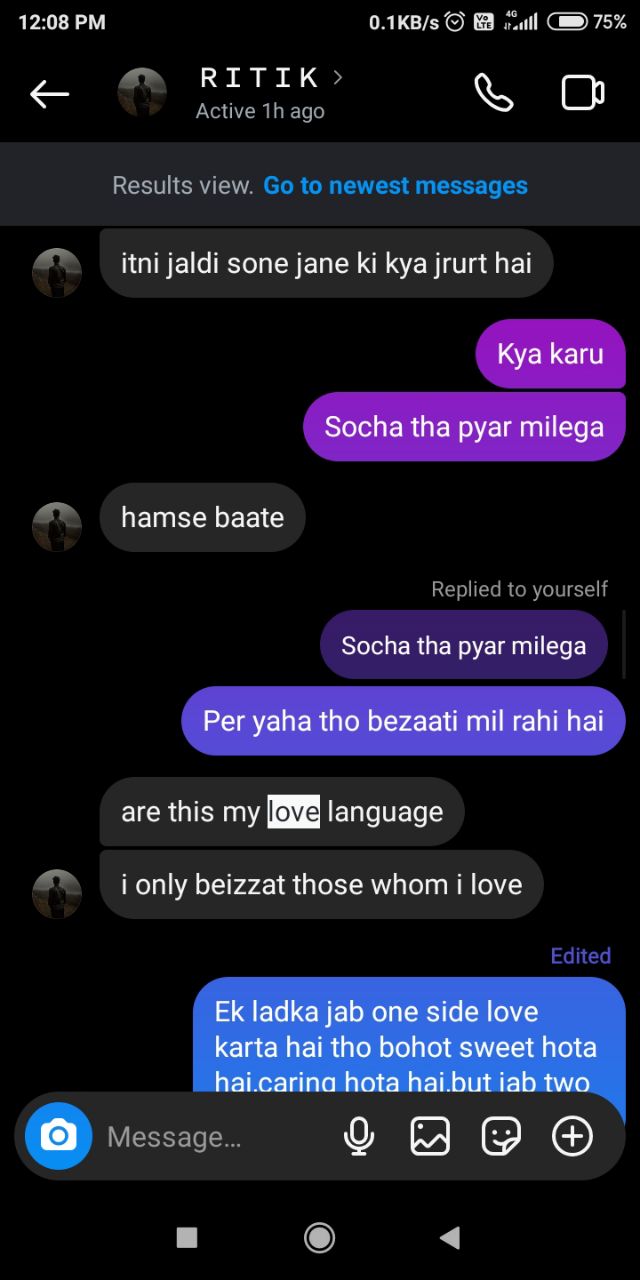 12:08 PM
0.1KB/s Vo LTE 4G 75%
R I T I K >
Active 1h ago
Results view. Go to newest messages
itni jaldi sone jane ki kya jrurt hai
Kya karu
Socha tha pyar milega
hamse baate
Replied to yourself
Socha tha pyar milega
Per yaha tho bezaati mil rahi hai
are this my love language
i only beizzat those whom i love
Edited
Ek ladka jab one side love
karta hai tho bohot sweet hota
hai,caring hota hai,but jab two
Message...